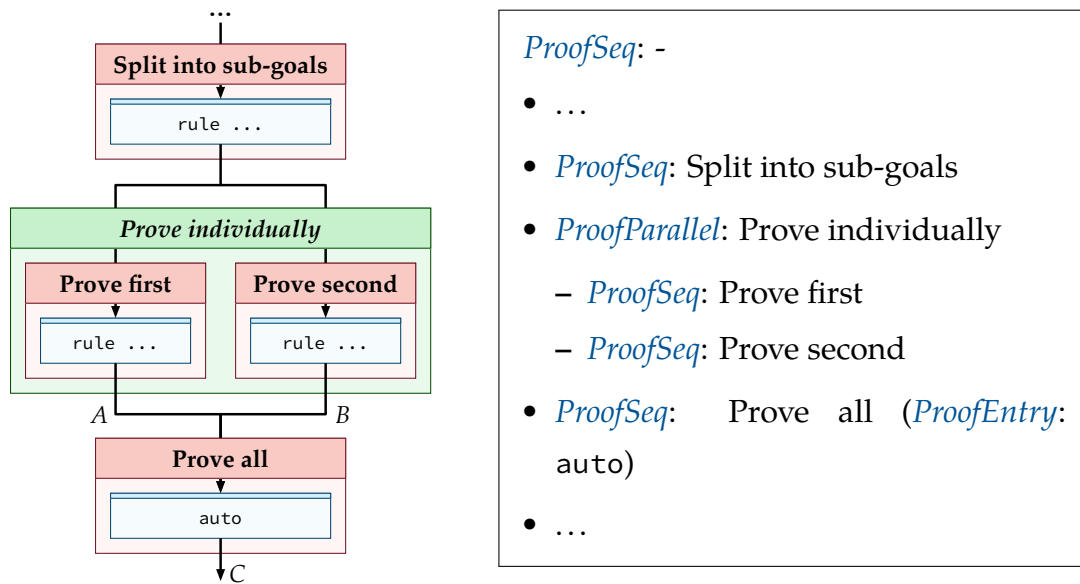 ...
Split into sub-goals
rule ...
Prove individually
Prove first
Prove second
rule ...
rule ...
A
B
Prove all
auto
C
ProofSeq: -
• ...
• ProofSeq: Split into sub-goals
• ProofParallel: Prove individually
– ProofSeq: Prove first
– ProofSeq: Prove second
• ProofSeq: Prove all (ProofEntry:
auto)
• ...